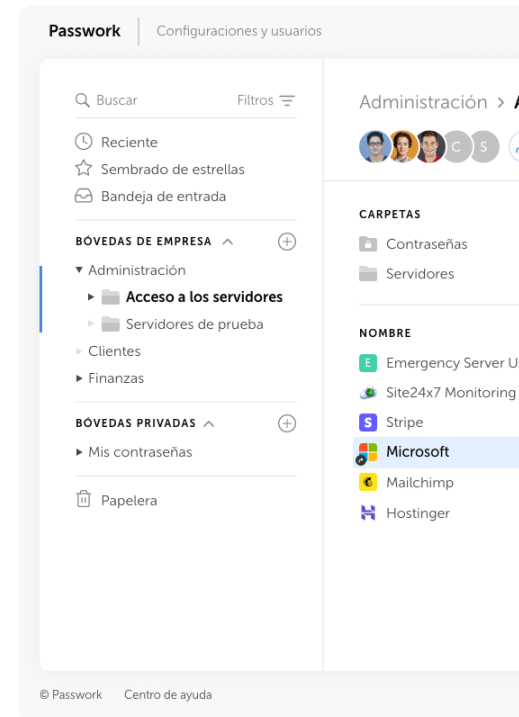 Passwork
Configuraciones y usuarios
Buscar
Filtros
Reciente
Sembrado de estrellas
Bandeja de entrada
BÓVEDAS DE EMPRESA
Administración
Acceso a los servidores
Servidores de prueba
Clientes
Finanzas
BÓVEDAS PRIVADAS
Mis contraseñas
Papelera
Administración > A
C S
CARPETAS
Contraseñas
Servidores
NOMBRE
E Emergency Server U
Site24x7 Monitoring
S Stripe
Microsoft
Mailchimp
Hostinger
© Passwork
Centro de ayuda